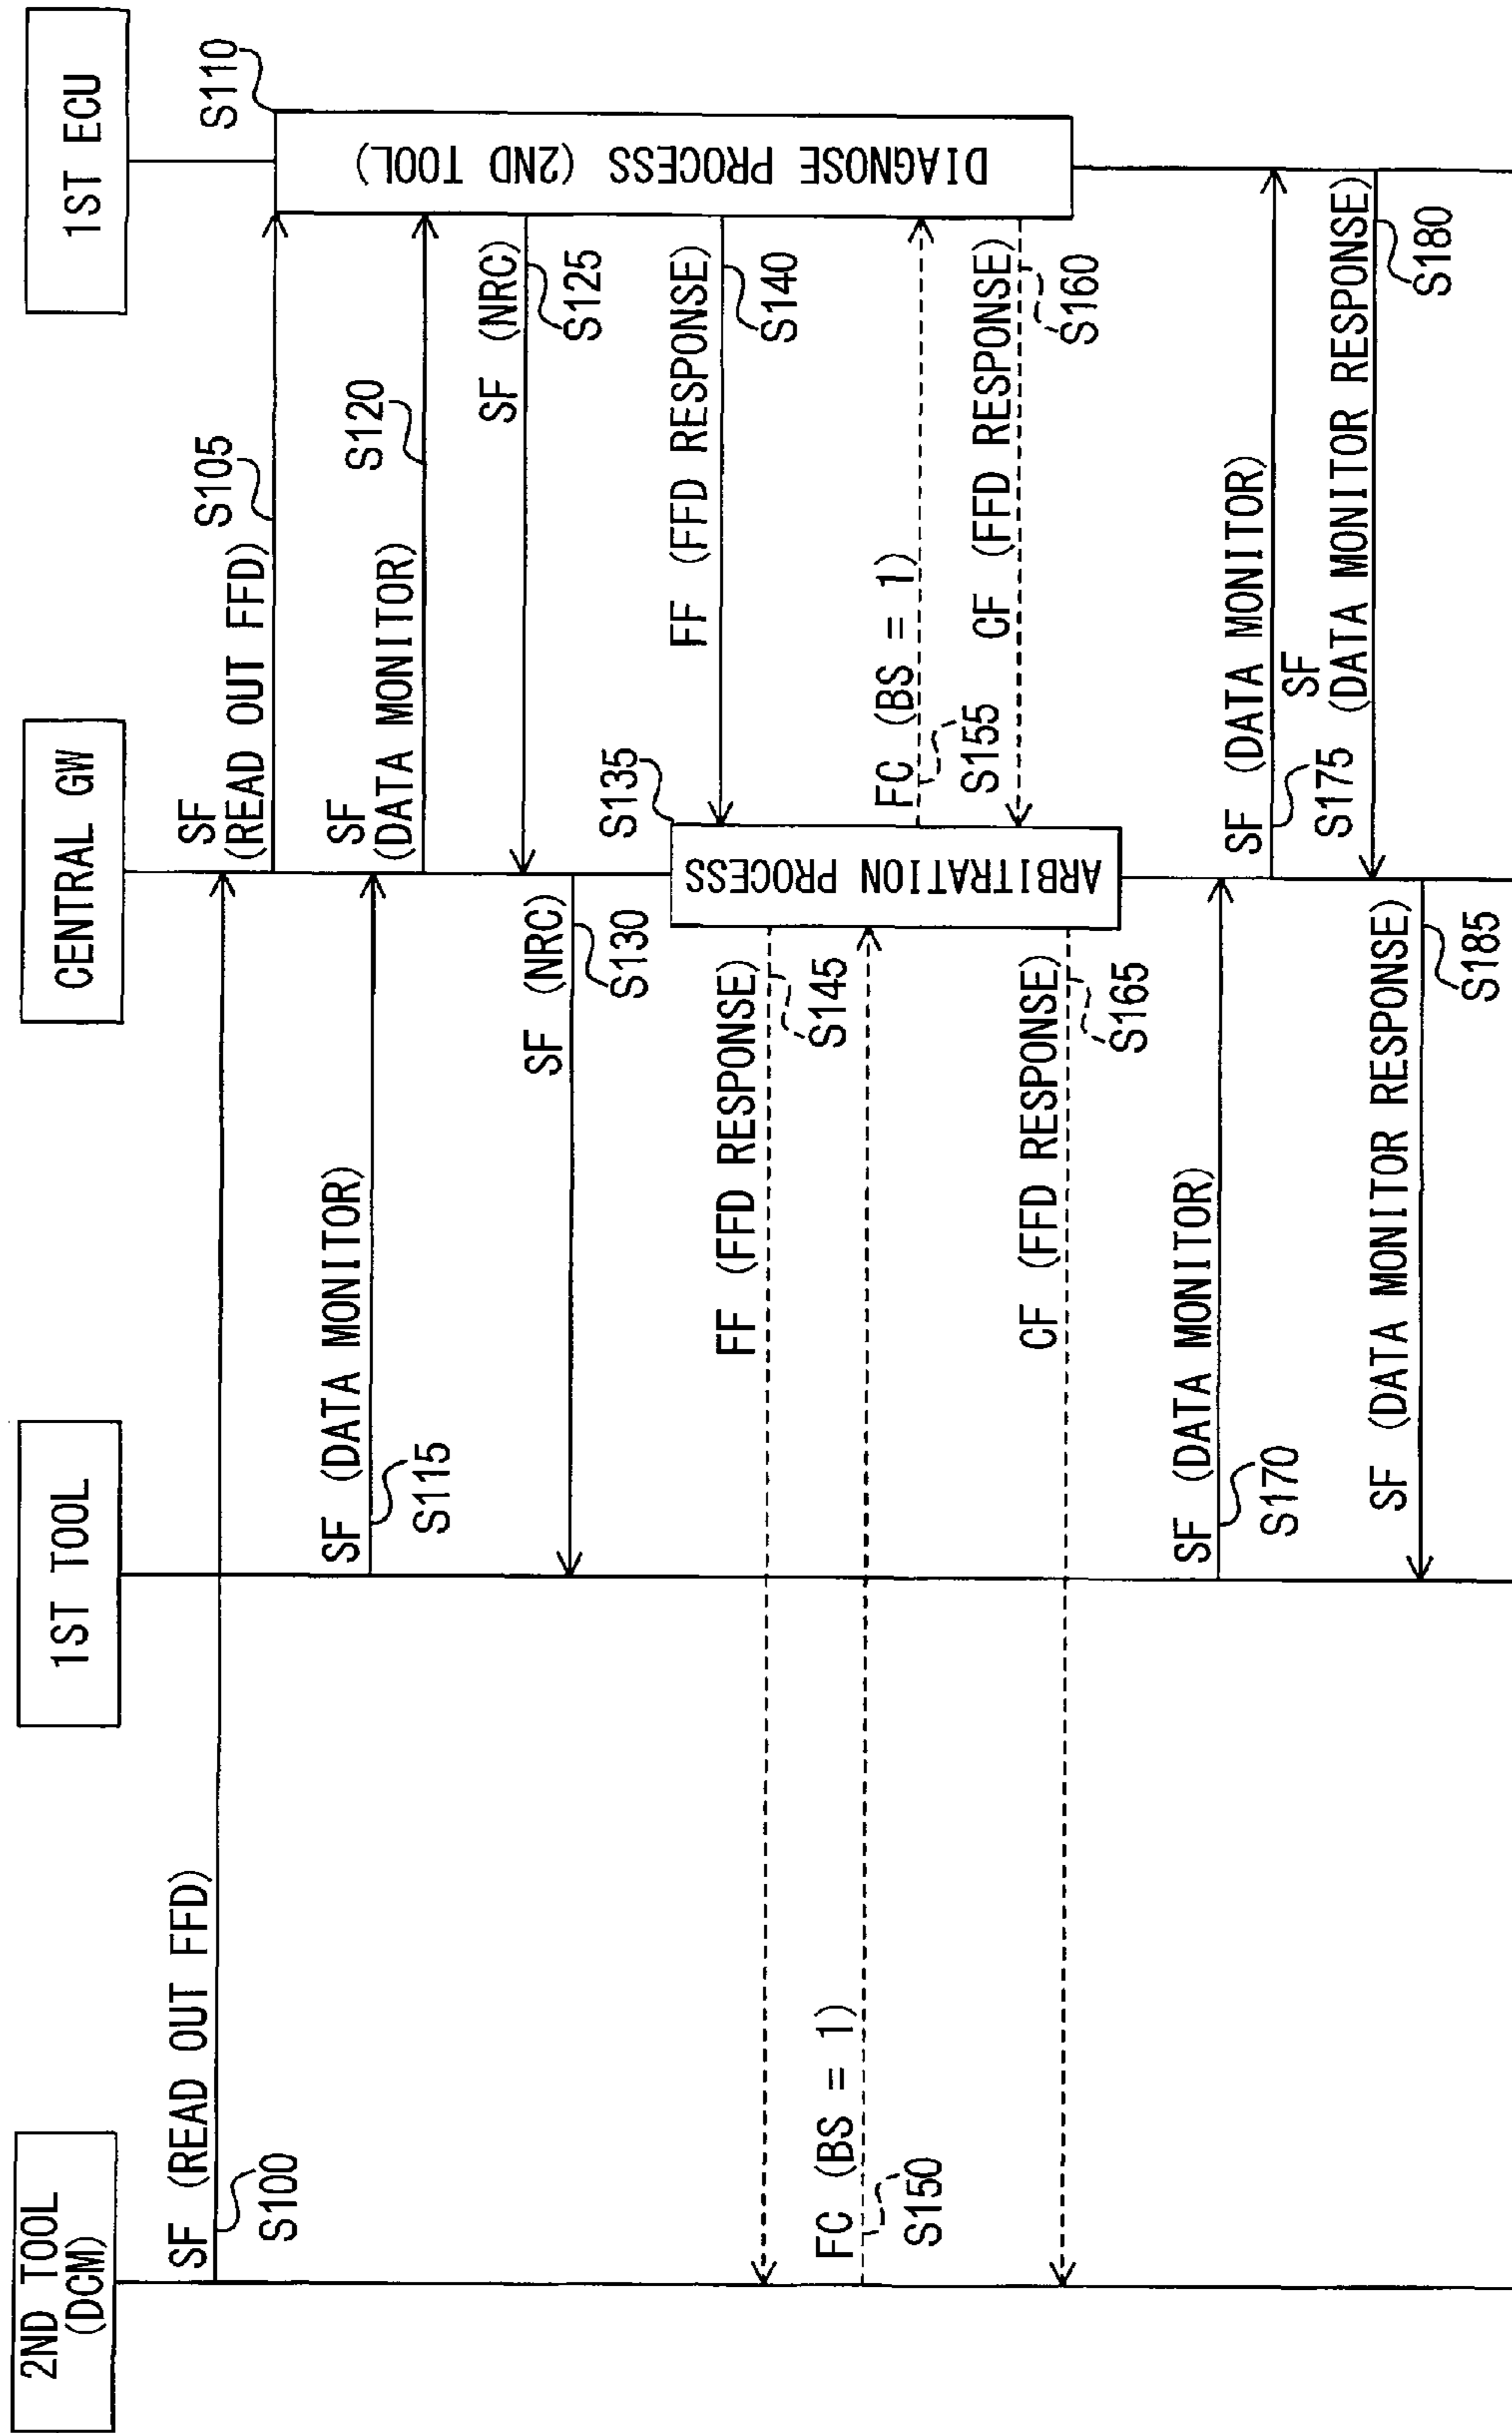 2ND TOOL
(DCM)
1ST TOOL
CENTRAL GW
1ST ECU
SF (READ OUT FFD)
S100
SF
(READ OUT FFD)
S105
S110
DIAGNOSE PROCESS (2ND TOOL)
SF (DATA MONITOR)
S115
SF
(DATA MONITOR)
S120
SF (NRC)
S125
SF (NRC)
S130
S135
ARBITRATION PROCESS
FF (FFD RESPONSE)
S140
FF (FFD RESPONSE)
S145
FC (BS = 1)
S150
FC (BS = 1)
S155
CF (FFD RESPONSE)
S160
CF (FFD RESPONSE)
S165
SF (DATA MONITOR)
S170
SF (DATA MONITOR)
S175
SF
(DATA MONITOR RESPONSE)
S180
SF (DATA MONITOR RESPONSE)
S185